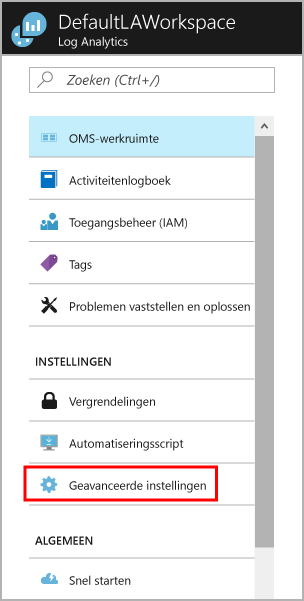 DefaultLAWorkspace
Log Analytics
Zoeken (Ctrl+/)
OMS-werkruimte
Activiteitenlogboek
Toegangsbeheer (IAM)
Tags
Problemen vaststellen en oplossen
INSTELLINGEN
Vergrendelingen
Automatiseringsscript
Geavanceerde instellingen
ALGEMEEN
Snel starten